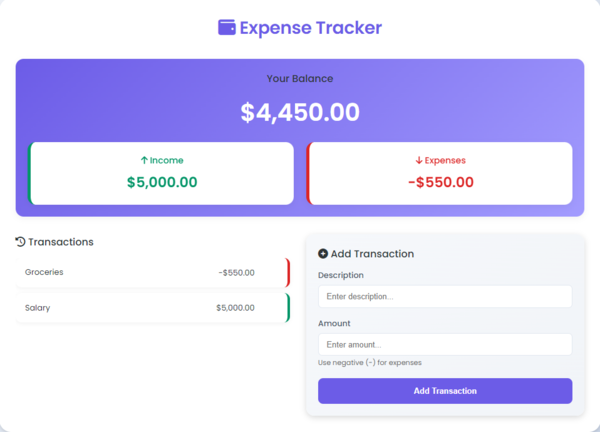 Expense Tracker
Your Balance
$4,450.00
Income
$5,000.00
Expenses
-$550.00
Transactions
Groceries -$550.00
Salary $5,000.00
Add Transaction
Description
Enter description...
Amount
Enter amount...
Use negative (-) for expenses
Add Transaction